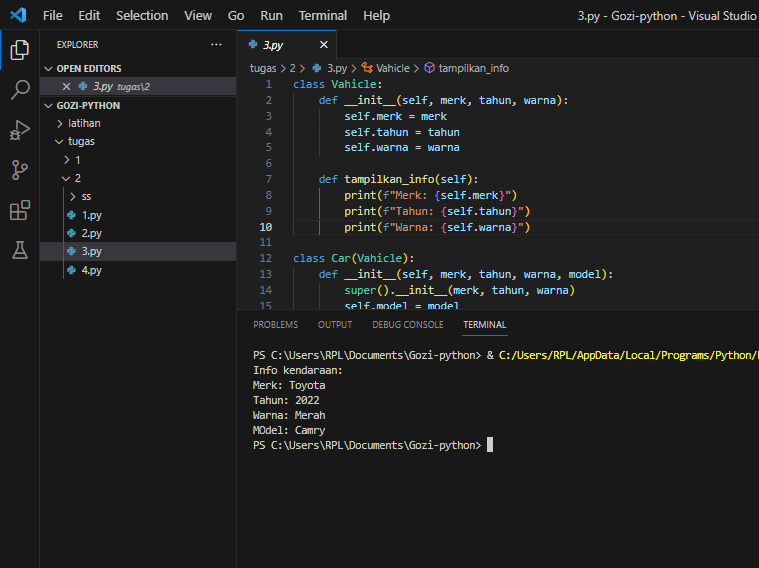 File Edit Selection View Go Run Terminal Help 3.py - Gozi-python - Visual Studio
EXPLORER ···
OPEN EDITORS
3.py tugas\2
GOZI-PYTHON
latihan
tugas
1
2
ss
1.py
2.py
3.py
4.py
3.py
tugas > 2 > 3.py > Vahicle > tampilkan_info
1 class Vahicle:
2 def __init__(self, merk, tahun, warna):
3 self.merk = merk
4 self.tahun = tahun
5 self.warna = warna
6
7 def tampilkan_info(self):
8 print(f"Merk: {self.merk}")
9 print(f"Tahun: {self.tahun}")
10 print(f"Warna: {self.warna}")
11
12 class Car(Vahicle):
13 def __init__(self, merk, tahun, warna, model):
14 super().__init__(merk, tahun, warna)
15 self.model = model
PROBLEMS OUTPUT DEBUG CONSOLE TERMINAL
PS C:\Users\RPL\Documents\Gozi-python> & C:/Users/RPL/AppData/Local/Programs/Python/
Info kendaraan:
Merk: Toyota
Tahun: 2022
Warna: Merah
MOdel: Camry
PS C:\Users\RPL\Documents\Gozi-python>